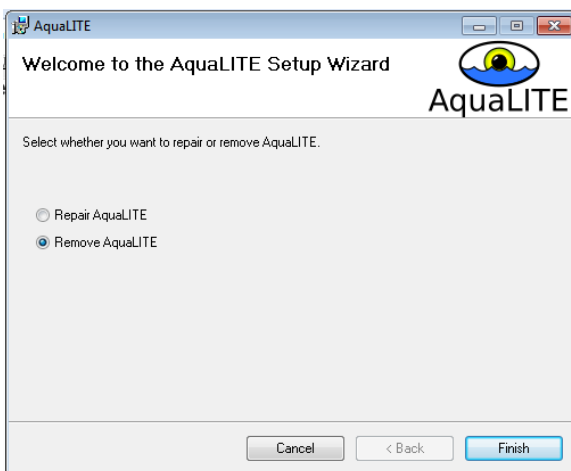 AquaLITE
Welcome to the AquaLITE Setup Wizard
AquaLITE
Select whether you want to repair or remove AquaLITE.
Repair AquaLITE
Remove AquaLITE
Cancel
< Back
Finish